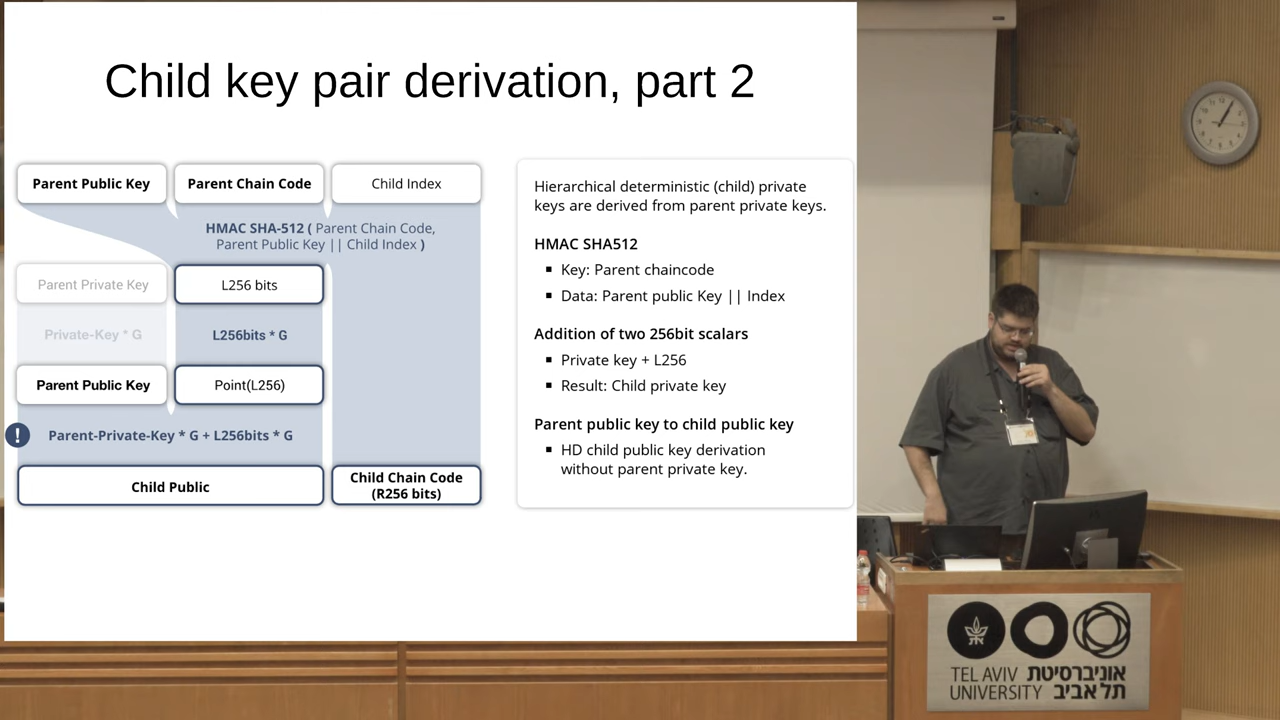 Child key pair derivation, part 2
Parent Public Key
Parent Chain Code
Child Index
HMAC SHA-512 ( Parent Chain Code,
Parent Public Key || Child Index )
Parent Private Key
L256 bits
Private-Key * G
L256bits * G
Parent Public Key
Point(L256)
!
Parent-Private-Key * G + L256bits * G
Child Public
Child Chain Code
(R256 bits)
Hierarchical deterministic (child) private
keys are derived from parent private keys.
HMAC SHA512
▪ Key: Parent chaincode
▪ Data: Parent public Key || Index
Addition of two 256bit scalars
▪ Private key + L256
▪ Result: Child private key
Parent public key to child public key
▪ HD child public key derivation
without parent private key.
TEL AVIV אוניברסיטת
UNIVERSITY תל אביב